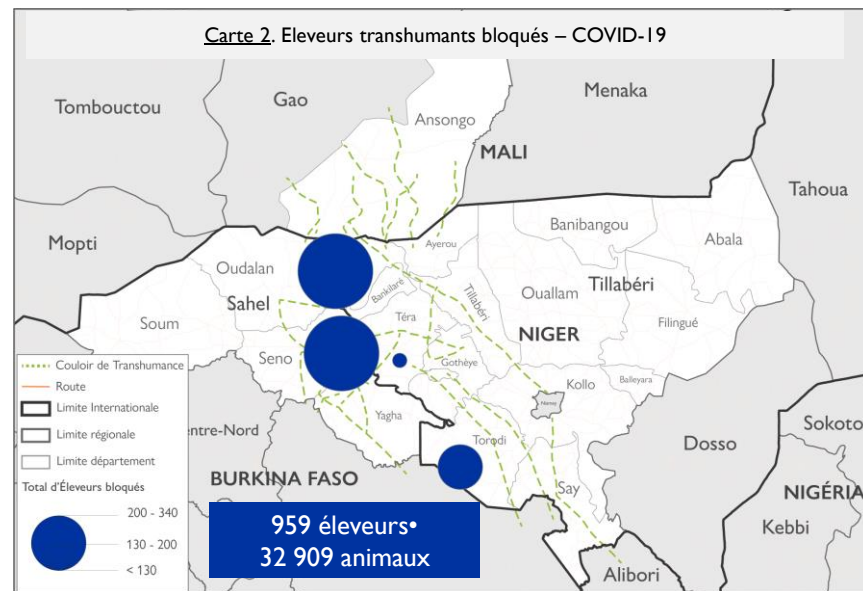 Carte 2. Eleveurs transhumants bloqués – COVID-19
Tombouctou
Gao
Menaka
Ansongo
MALI
Tahoua
Mopti
Banibangou
Abala
Ayerou
Oudalan
Bankilaré
Tillabéri
Ouallam
Tillabéri
Sahel
Soum
Téra
Filingué
NIGER
Seno
Gothèye
Kollo
Balleyara
Niamey
Yagha
Torodi
Dosso
Sokoto
entre-Nord
BURKINA FASO
Say
NIGÉRIA
Kebbi
Alibori
Couloir de Transhumance
Route
Limite Internationale
Limite régionale
Limite département
Total d'Éleveurs bloqués
200 - 340
130 - 200
< 130
959 éleveurs•
32 909 animaux